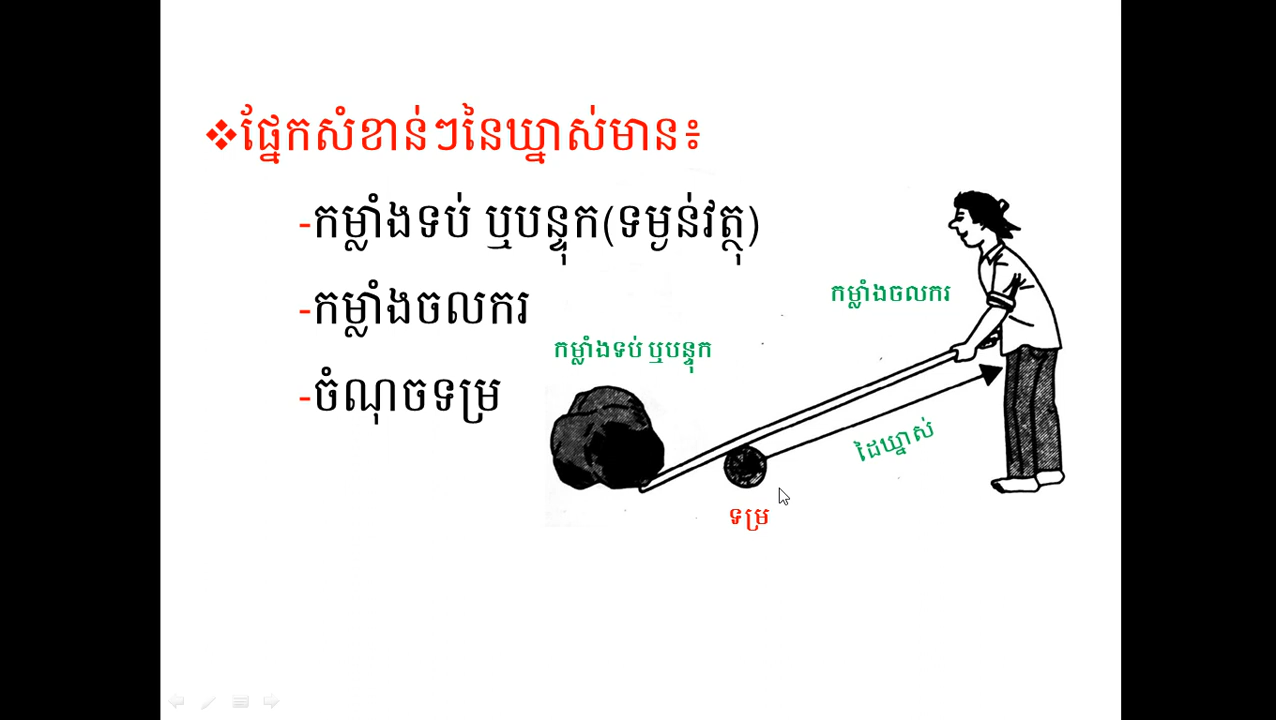 ❖ផ្នែកសំខាន់ៗនៃឃ្នាស់មាន៖
-កម្លាំងទប់ ឬបន្ទុក(ទម្ងន់វត្ថុ)
-កម្លាំងចលករ
-ចំណុចទម្រ
កម្លាំងចលករ
កម្លាំងទប់ ឬបន្ទុក
ដៃឃ្នាស់
ទម្រ